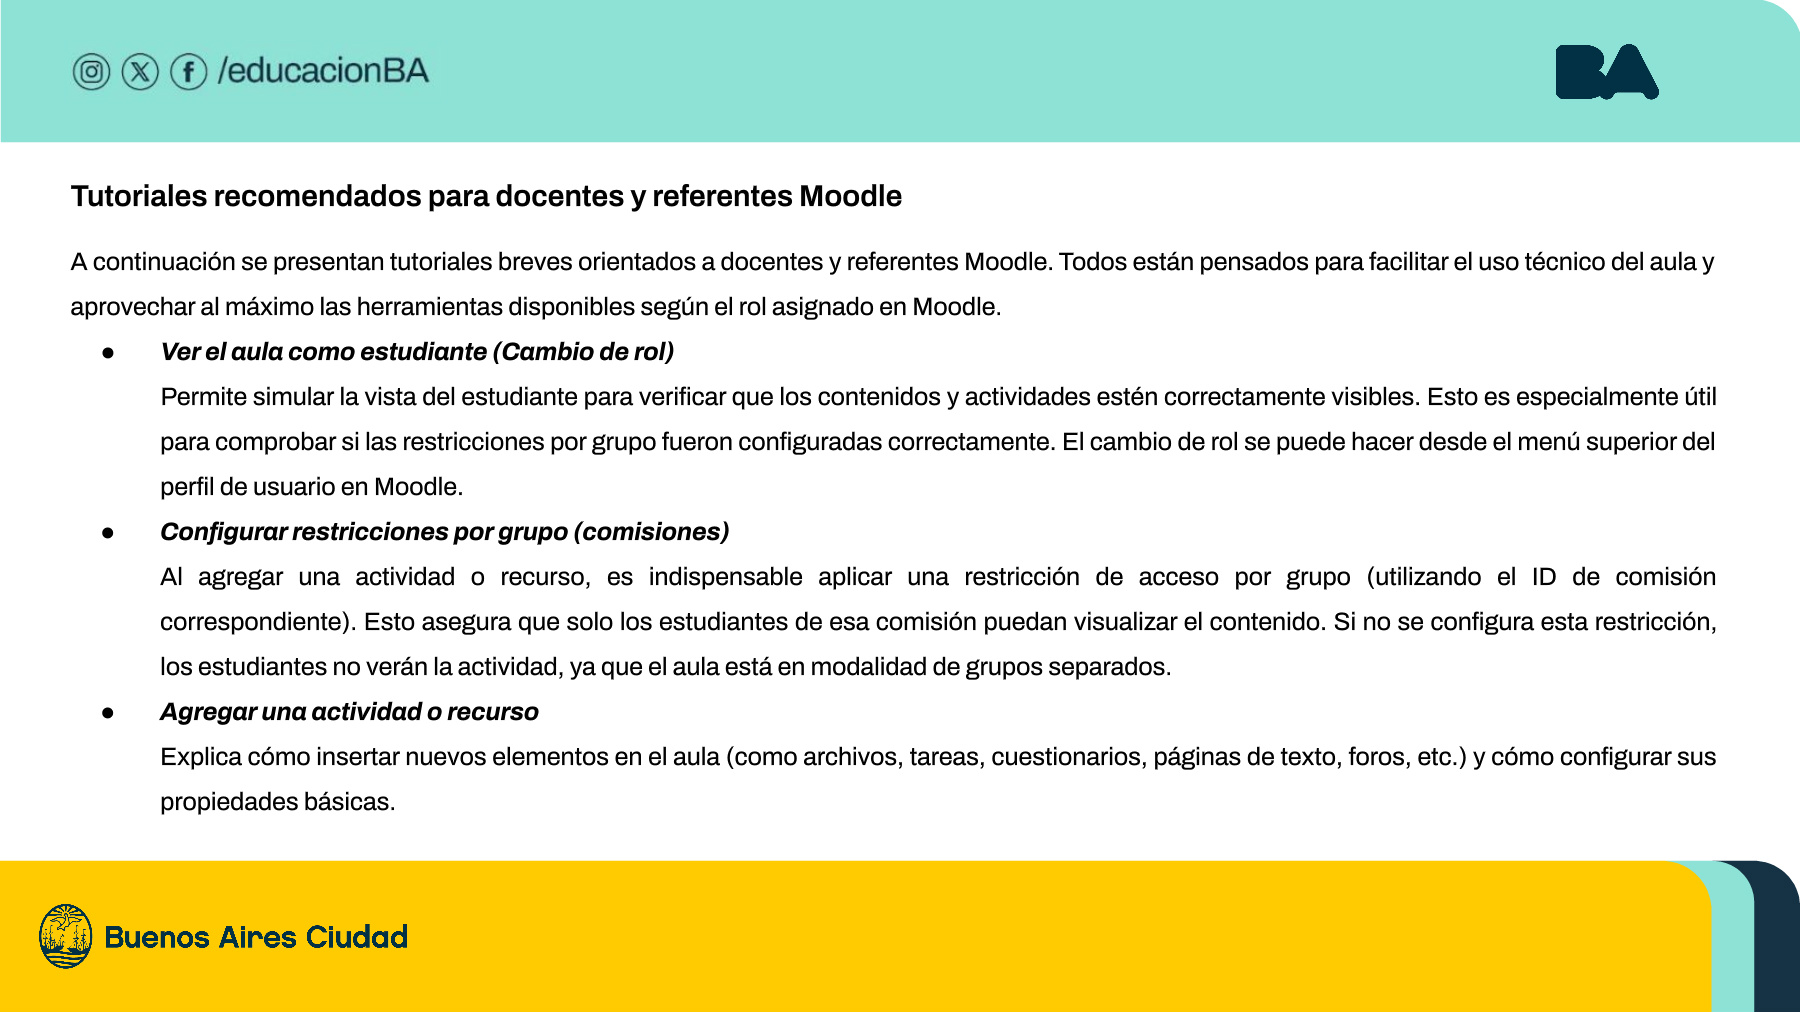 /educacionBA
BA
Tutoriales recomendados para docentes y referentes Moodle
A continuación se presentan tutoriales breves orientados a docentes y referentes Moodle. Todos están pensados para facilitar el uso técnico del aula y
aprovechar al máximo las herramientas disponibles según el rol asignado en Moodle.
● Ver el aula como estudiante (Cambio de rol)
Permite simular la vista del estudiante para verificar que los contenidos y actividades estén correctamente visibles. Esto es especialmente útil
para comprobar si las restricciones por grupo fueron configuradas correctamente. El cambio de rol se puede hacer desde el menú superior del
perfil de usuario en Moodle.
● Configurar restricciones por grupo (comisiones)
Al agregar una actividad o recurso, es indispensable aplicar una restricción de acceso por grupo (utilizando el ID de comisión
correspondiente). Esto asegura que solo los estudiantes de esa comisión puedan visualizar el contenido. Si no se configura esta restricción,
los estudiantes no verán la actividad, ya que el aula está en modalidad de grupos separados.
● Agregar una actividad o recurso
Explica cómo insertar nuevos elementos en el aula (como archivos, tareas, cuestionarios, páginas de texto, foros, etc.) y cómo configurar sus
propiedades básicas.
Buenos Aires Ciudad